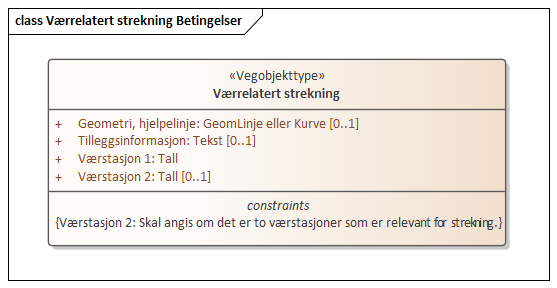 class Værrelatert strekning Betingelser
«Vegobjekttype»
Værrelatert strekning
+ Geometri, hjelpelinje: GeomLinje eller Kurve [0..1]
+ Tilleggsinformasjon: Tekst [0..1]
+ Værstasjon 1: Tall
+ Værstasjon 2: Tall [0..1]
constraints
{Værstasjon 2: Skal angis om det er to værstasjoner som er relevant for strekning.}